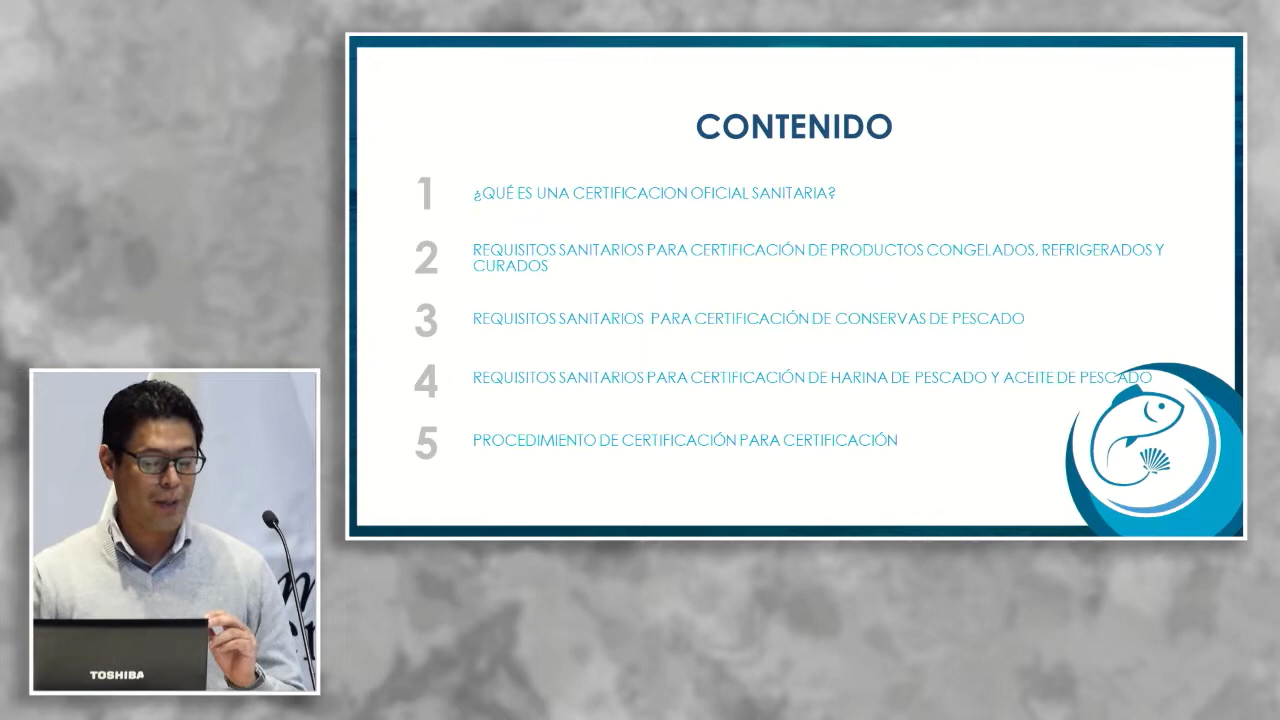 CONTENIDO
1 ¿QUÉ ES UNA CERTIFICACION OFICIAL SANITARIA?
2 REQUISITOS SANITARIOS PARA CERTIFICACIÓN DE PRODUCTOS CONGELADOS, REFRIGERADOS Y
CURADOS
3 REQUISITOS SANITARIOS PARA CERTIFICACIÓN DE CONSERVAS DE PESCADO
4 REQUISITOS SANITARIOS PARA CERTIFICACIÓN DE HARINA DE PESCADO Y ACEITE DE PESCADO
5 PROCEDIMIENTO DE CERTIFICACIÓN PARA CERTIFICACIÓN
TOSHIBA